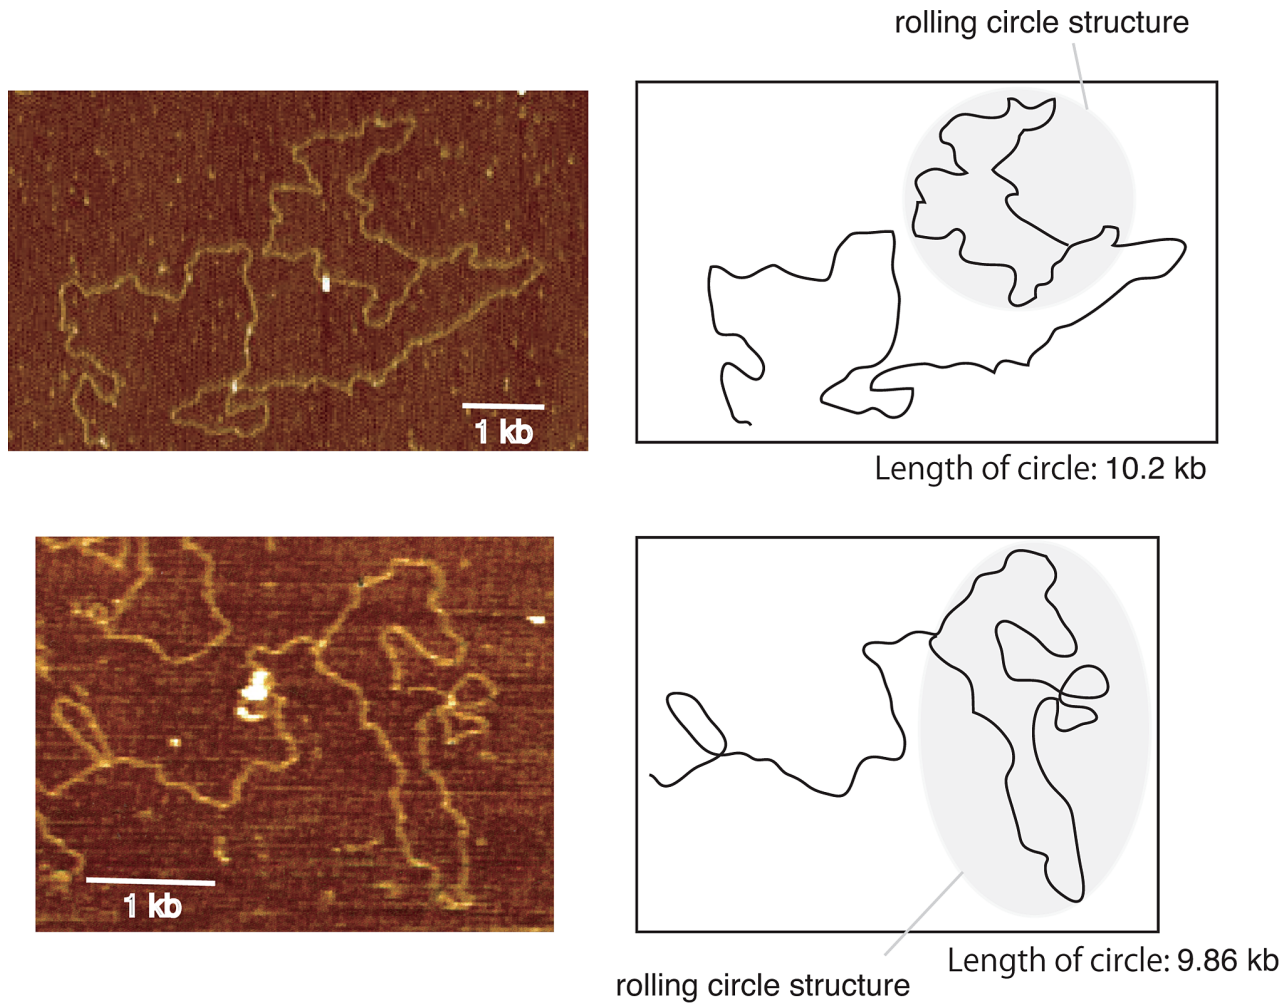 rolling circle structure
1 kb
Length of circle: 10.2 kb
1 kb
Length of circle: 9.86 kb
rolling circle structure